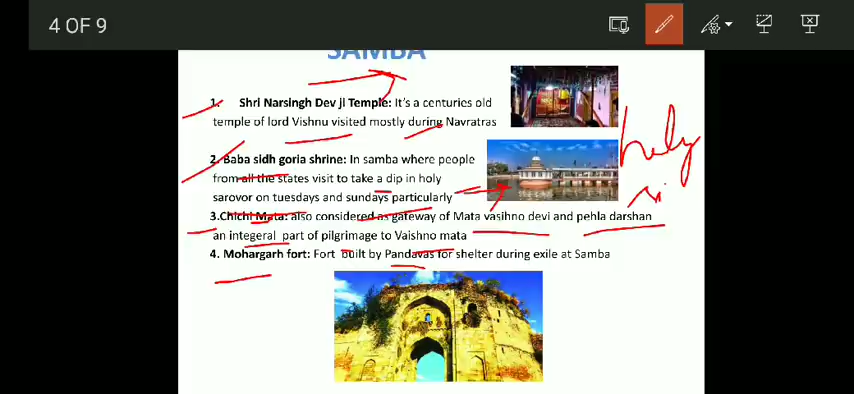 4 OF 9
SAMBA
1. Shri Narsingh Dev ji Temple: It's a centuries old
temple of lord Vishnu visited mostly during Navratras
2. Baba sidh goria shrine: In samba where people
from all the states visit to take a dip in holy
sarovor on tuesdays and sundays particularly
3.Chichi Mata: also considered as gateway of Mata vasihno devi and pehla darshan
an integeral part of pilgrimage to Vaishno mata
4. Mohargarh fort: Fort built by Pandavas for shelter during exile at Samba
holy